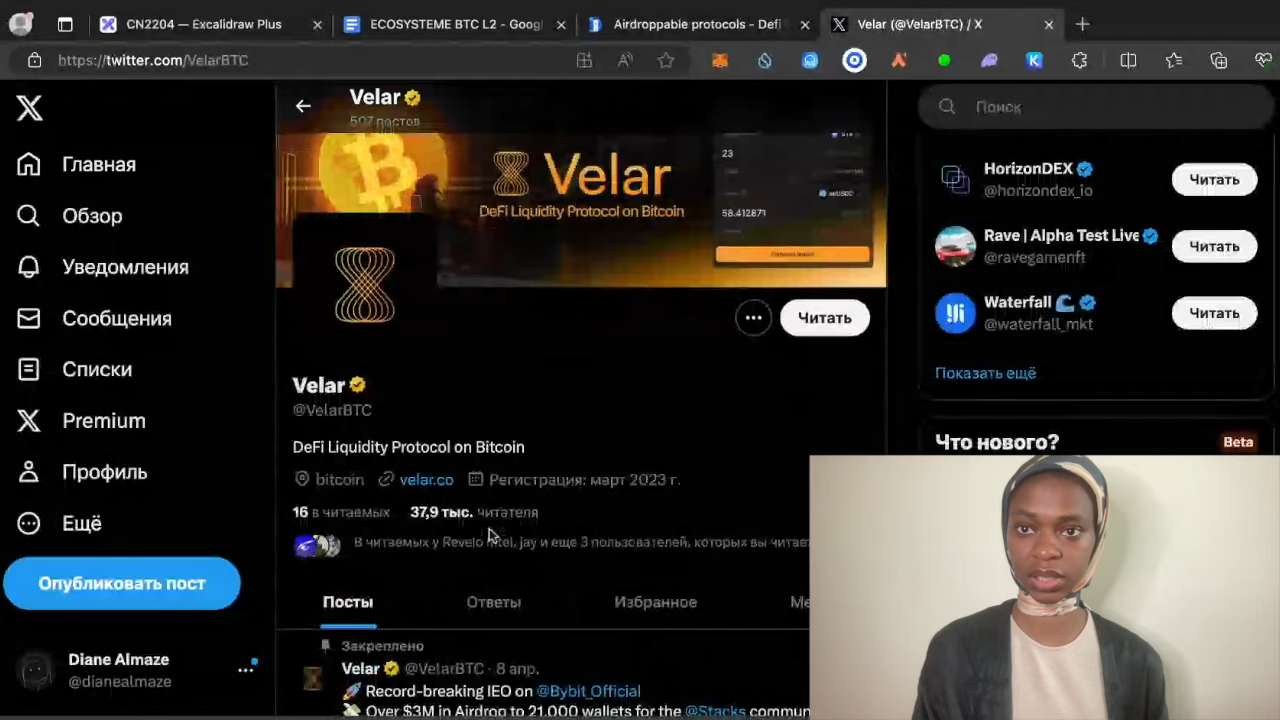 CN2204 — Excalidraw Plus
ECOSYSTEME BTC L2 - Googl
Airdroppable protocols - Defi
Velar (@VelarBTC) / X
https://twitter.com/VelarBTC
Velar
507 постов
Поиск
Velar
DeFi Liquidity Protocol on Bitcoin
23
58.412871
Главная
Обзор
Уведомления
Сообщения
Списки
Premium
Профиль
Ещё
Опубликовать пост
Diane Almaze
@dianealmaze
Читать
Velar
@VelarBTC
DeFi Liquidity Protocol on Bitcoin
bitcoin velar.co Регистрация: март 2023 г.
16 в читаемых 37,9 тыс. читателя
В читаемых у Revelo Intel, jay и еще 3 пользователей, которых вы читает
Посты Ответы Избранное Ме
Закреплено
Velar @VelarBTC · 8 апр.
🚀 Record-breaking IEO on @Bybit_Official
💸 Over $3M in Airdrop to 21,000 wallets for the @Stacks commun
HorizonDEX
@horizondex_io
Читать
Rave | Alpha Test Live
@ravegamenft
Читать
Waterfall 🌊
@waterfall_mkt
Читать
Показать ещё
Что нового? Beta